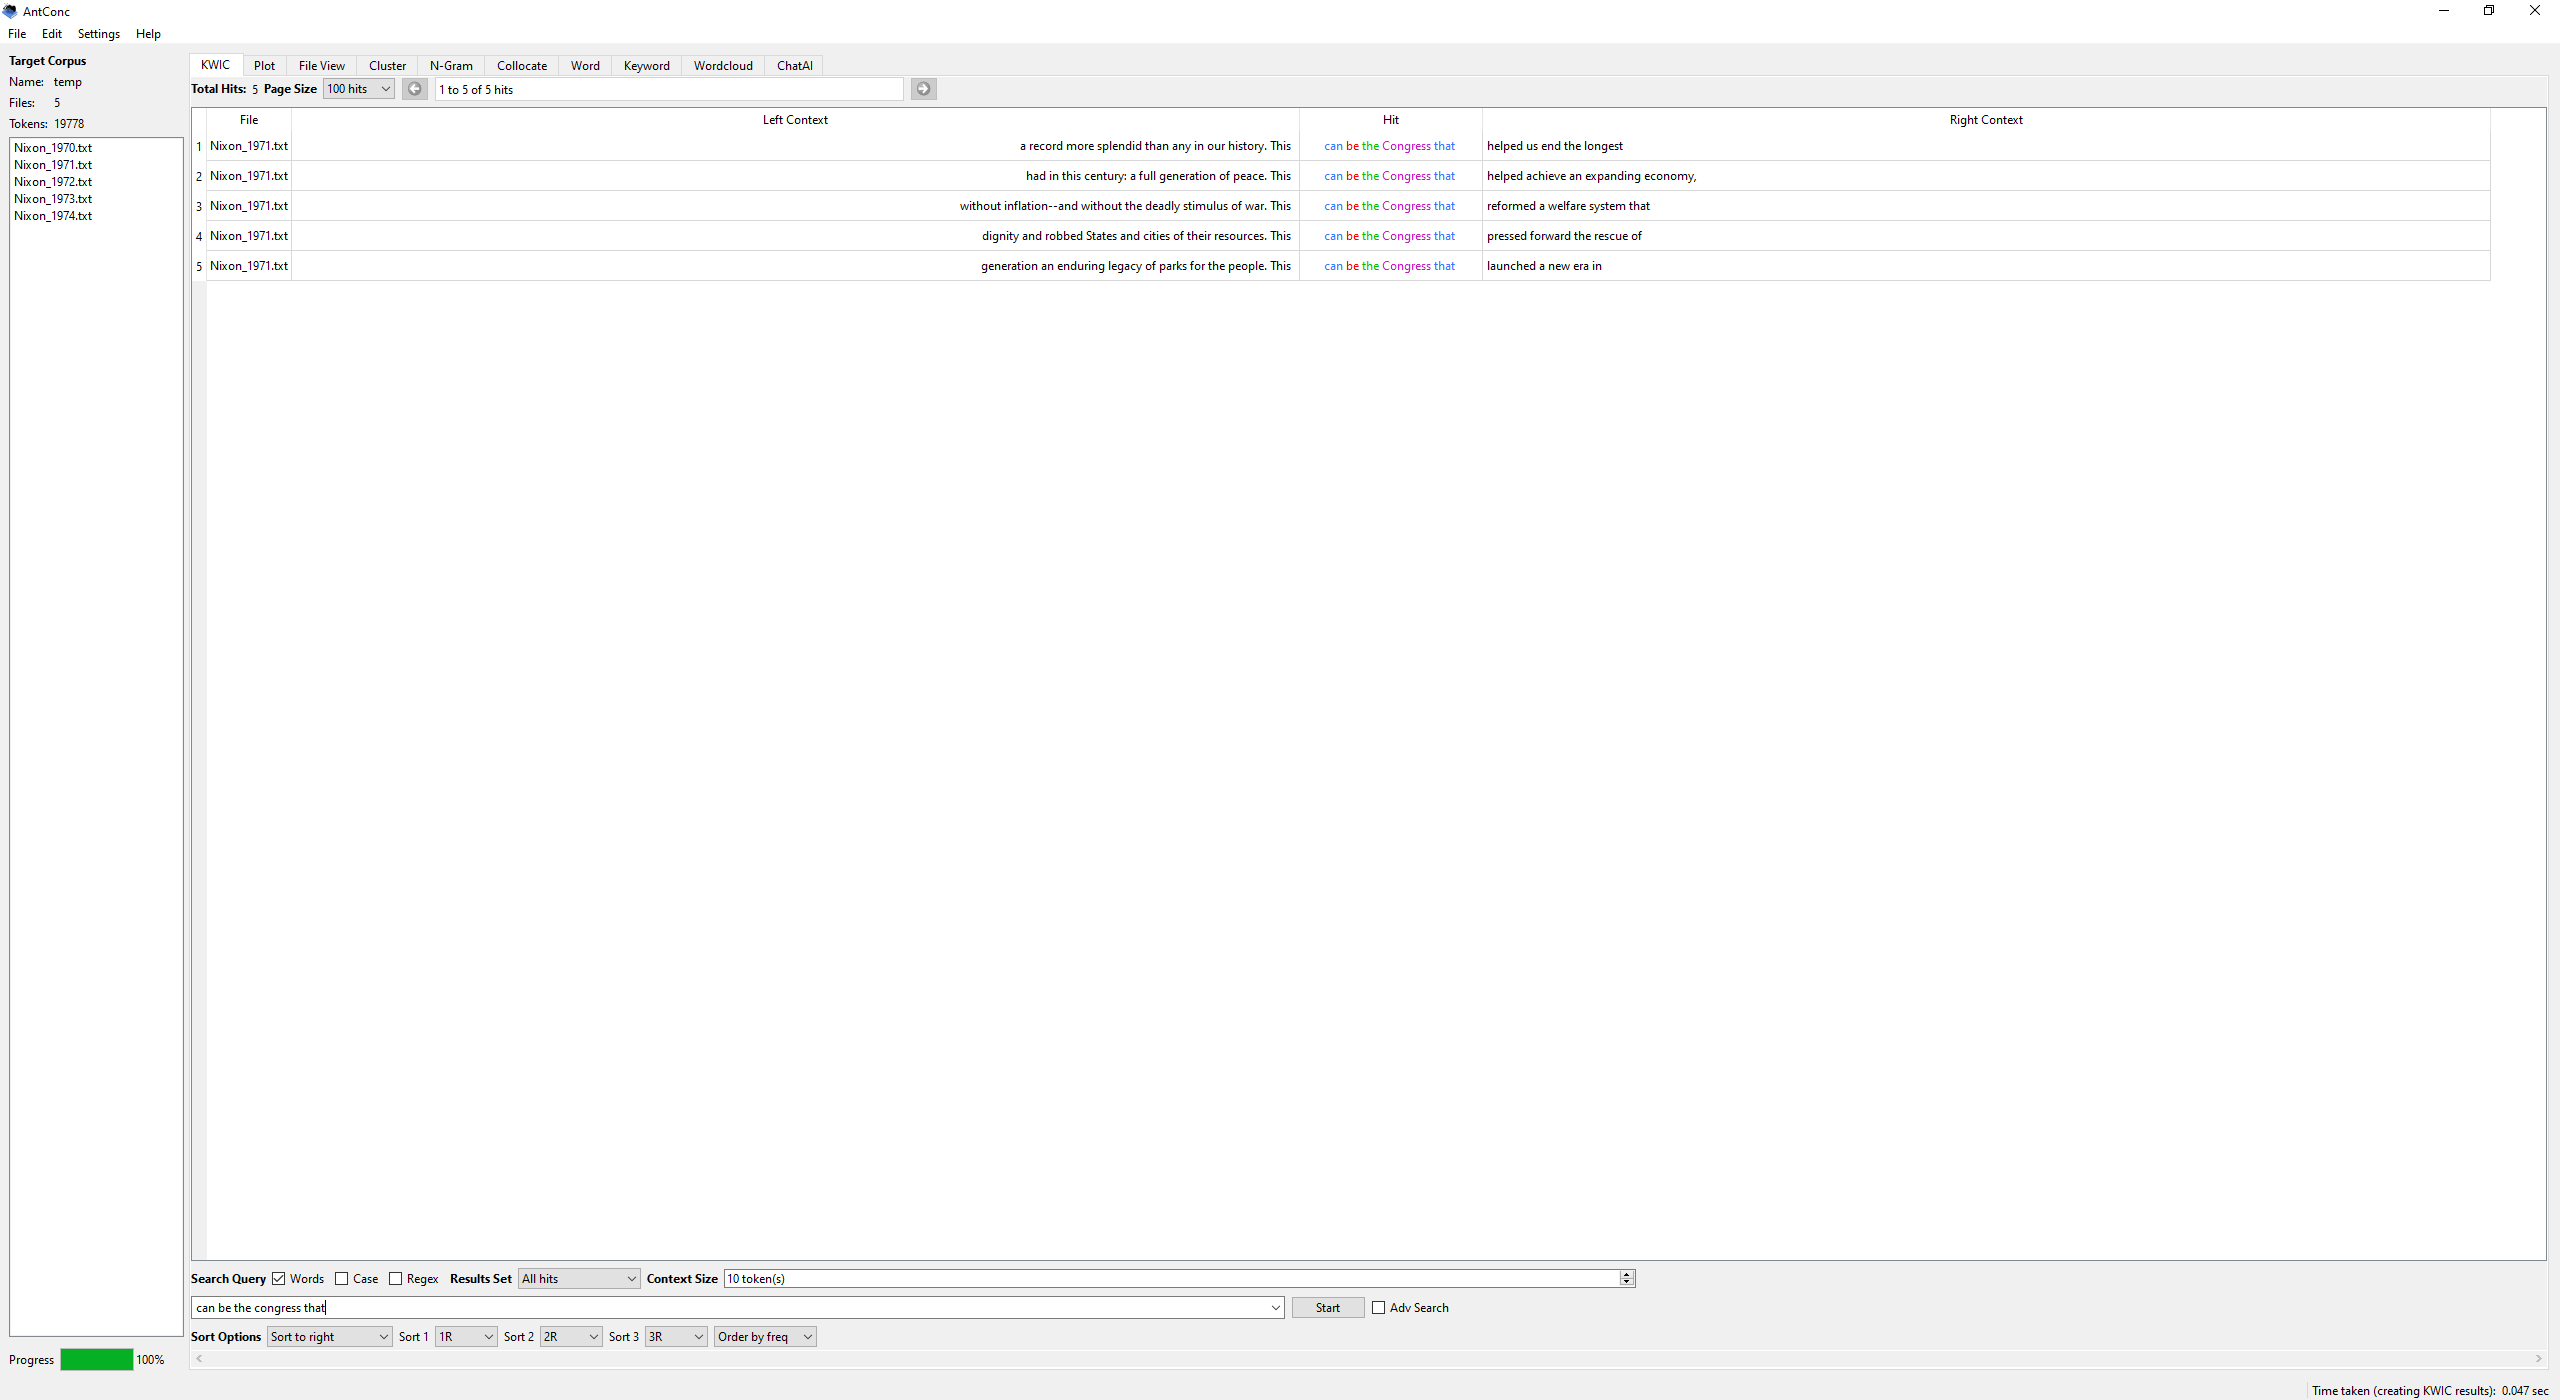 AntConc
File Edit Settings Help
Target Corpus
Name: temp
Files: 5
Tokens: 19778
Nixon_1970.txt
Nixon_1971.txt
Nixon_1972.txt
Nixon_1973.txt
Nixon_1974.txt
Progress 100%
KWIC Plot File View Cluster N-Gram Collocate Word Keyword Wordcloud ChatAI
Total Hits: 5 Page Size 100 hits 1 to 5 of 5 hits
File Left Context Hit Right Context
1 Nixon_1971.txt a record more splendid than any in our history. This can be the Congress that helped us end the longest
2 Nixon_1971.txt had in this century: a full generation of peace. This can be the Congress that helped achieve an expanding economy,
3 Nixon_1971.txt without inflation--and without the deadly stimulus of war. This can be the Congress that reformed a welfare system that
4 Nixon_1971.txt dignity and robbed States and cities of their resources. This can be the Congress that pressed forward the rescue of
5 Nixon_1971.txt generation an enduring legacy of parks for the people. This can be the Congress that launched a new era in
Search Query Words Case Regex Results Set All hits Context Size 10 token(s)
can be the congress that Start Adv Search
Sort Options Sort to right Sort 1 1R Sort 2 2R Sort 3 3R Order by freq
Time taken (creating KWIC results): 0.047 sec